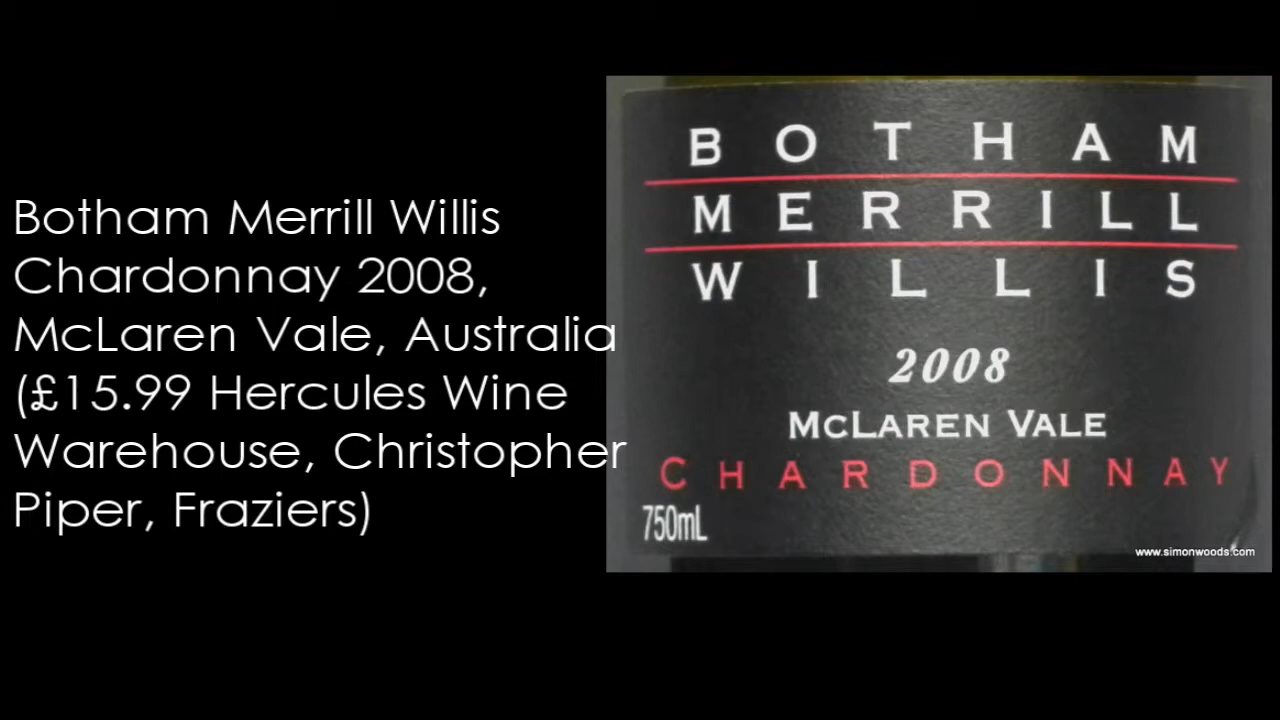 Botham Merrill Willis
Chardonnay 2008,
McLaren Vale, Australia
(£15.99 Hercules Wine
Warehouse, Christopher
Piper, Fraziers)
BOTHAM
MERRILL
WILLIS
2008
McLAREN VALE
CHARDONNAY
750mL
www.simonwoods.com